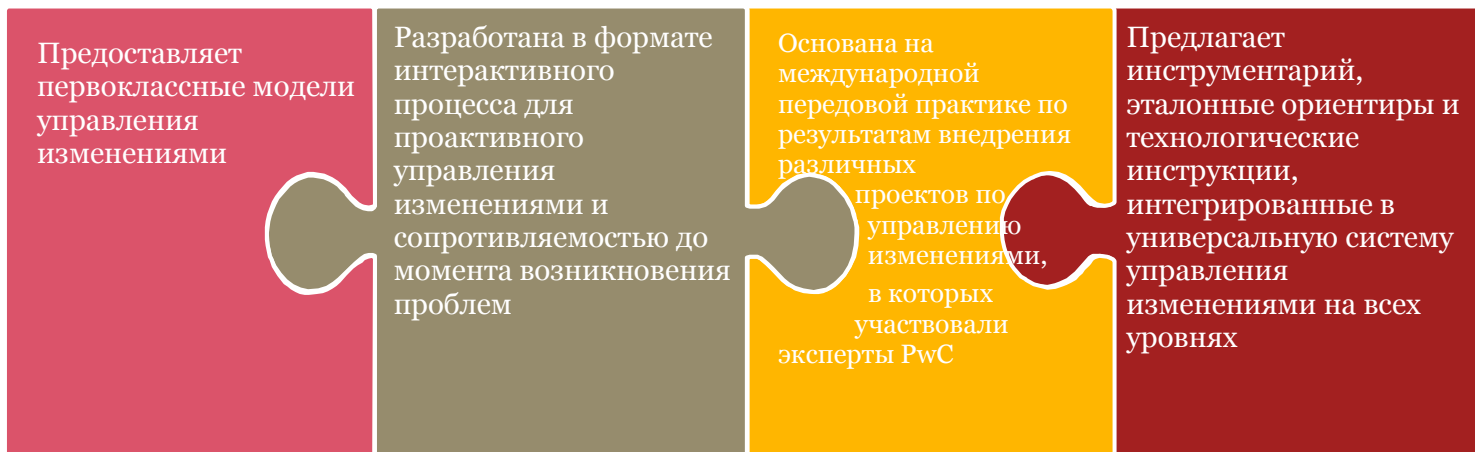 Предоставляет
первоклассные модели
управления
изменениями
Разработана в формате
интерактивного
процесса для
проактивного
управления
изменениями и
сопротивляемостью до
момента возникновения
проблем
Основана на
международной
передовой практике по
результатам внедрения
различных
проектов по
управлению
изменениями,
в которых
участвовали
эксперты PwC
Предлагает
инструментарий,
эталонные ориентиры и
технологические
инструкции,
интегрированные в
универсальную систему
управления
изменениями на всех
уровнях